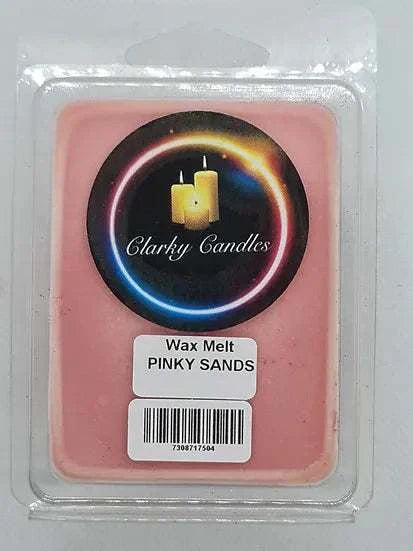 Clarky Candles
Wax Melt
PINKY SANDS
7308717504